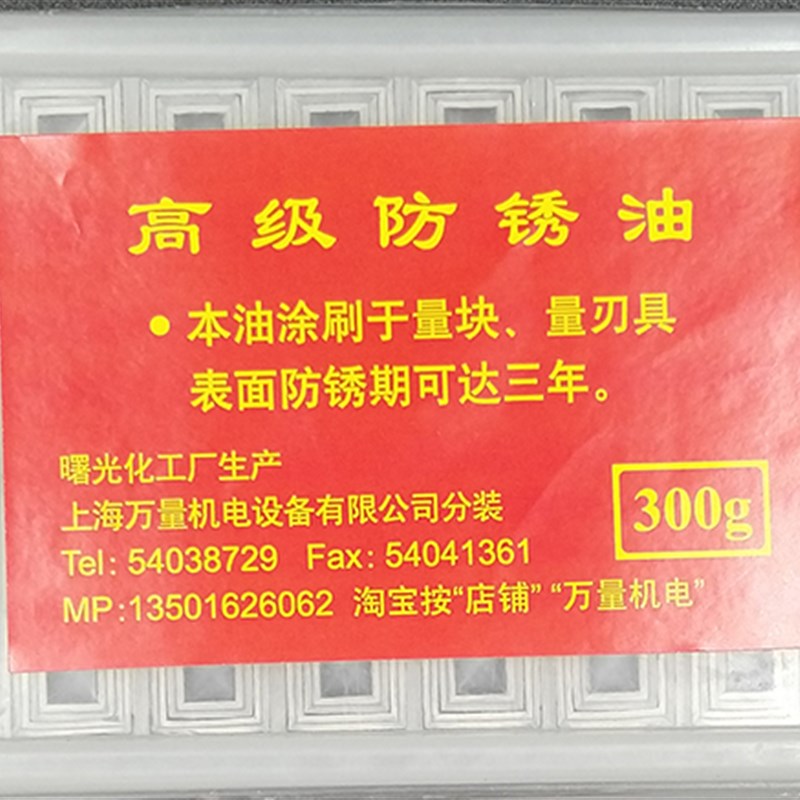 高级防锈油
● 本油涂刷于量块、量刃具
表面防锈期可达三年。
曙光化工厂生产
上海万量机电设备有限公司分装
300g
Tel: 54038729 Fax: 54041361
MP:13501626062 淘宝按“店铺” “万量机电”